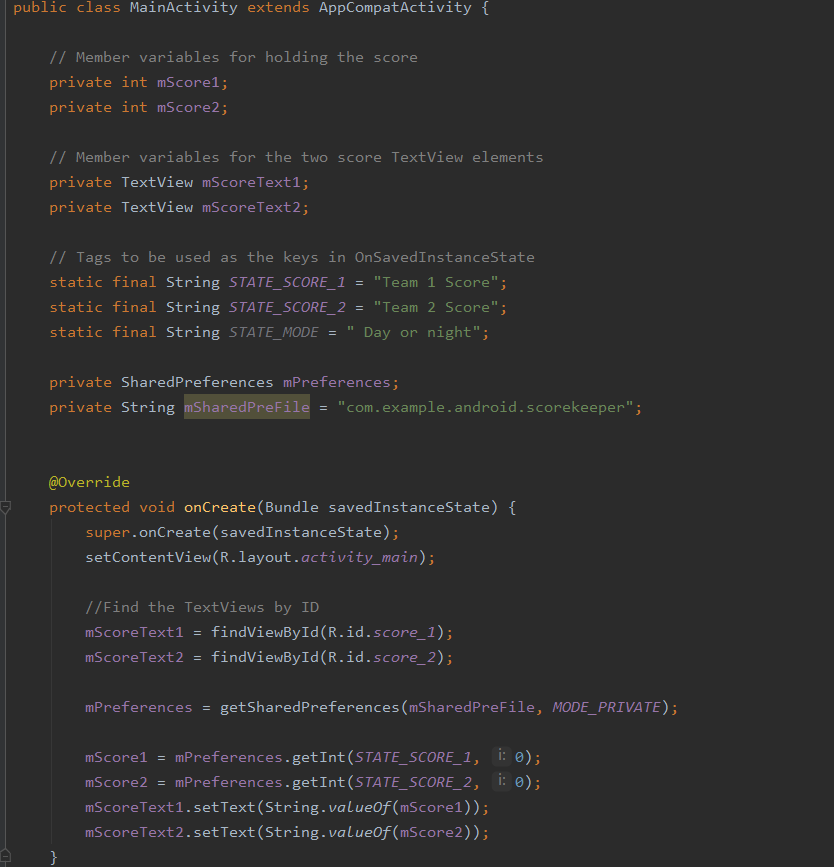 public class MainActivity extends AppCompatActivity {
// Member variables for holding the score
private int mScore1;
private int mScore2;
// Member variables for the two score TextView elements
private TextView mScoreText1;
private TextView mScoreText2;
// Tags to be used as the keys in OnSavedInstanceState
static final String STATE_SCORE_1 = "Team 1 Score";
static final String STATE_SCORE_2 = "Team 2 Score";
static final String STATE_MODE = " Day or night";
private SharedPreferences mPreferences;
private String mSharedPreFile = "com.example.android.scorekeeper";
@Override
protected void onCreate(Bundle savedInstanceState) {
super.onCreate(savedInstanceState);
setContentView(R.layout.activity_main);
//Find the TextViews by ID
mScoreText1 = findViewById(R.id.score_1);
mScoreText2 = findViewById(R.id.score_2);
mPreferences = getSharedPreferences(mSharedPreFile, MODE_PRIVATE);
mScore1 = mPreferences.getInt(STATE_SCORE_1, i: 0);
mScore2 = mPreferences.getInt(STATE_SCORE_2, i: 0);
mScoreText1.setText(String.valueOf(mScore1));
mScoreText2.setText(String.valueOf(mScore2));
}